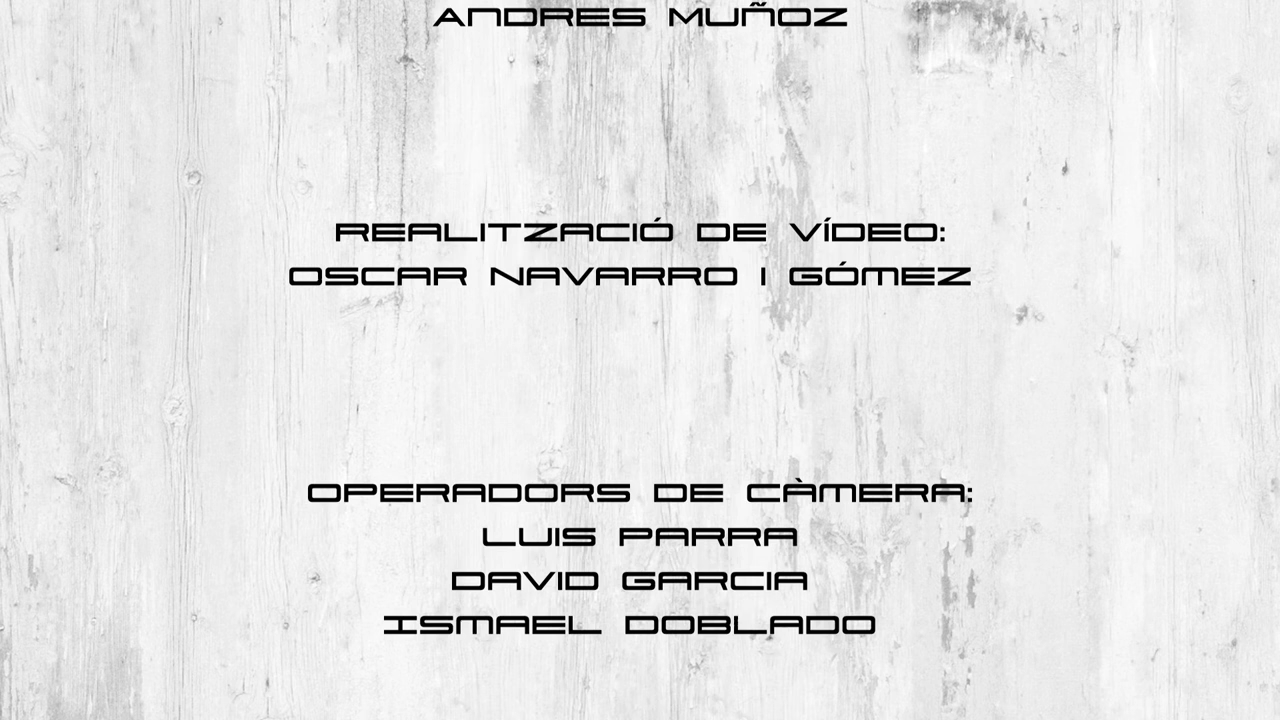 ANDRES MUÑOZ
REALITZACIÓ DE VÍDEO:
OSCAR NAVARRO I GÓMEZ
OPERADORS DE CÀMERA:
LUIS PARRA
DAVID GARCIA
ISMAEL DOBLADO